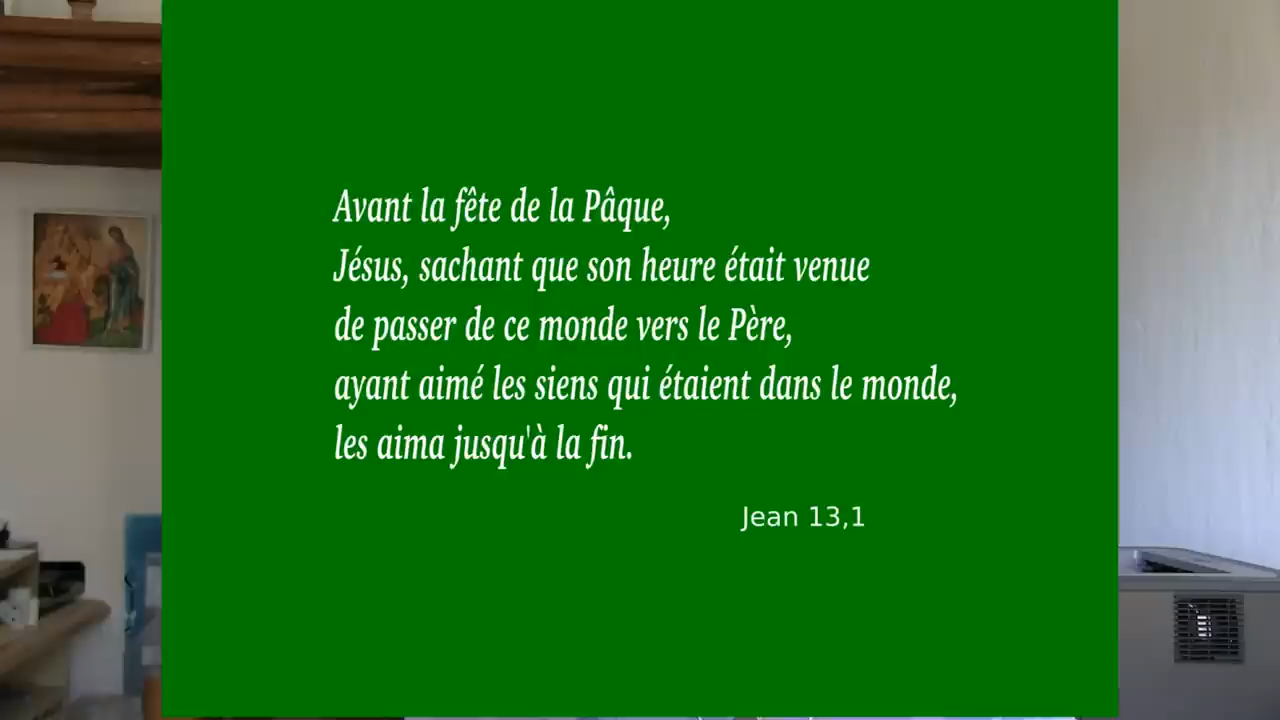 Avant la fête de la Pâque,
Jésus, sachant que son heure était venue
de passer de ce monde vers le Père,
ayant aimé les siens qui étaient dans le monde,
les aima jusqu'à la fin.
Jean 13,1